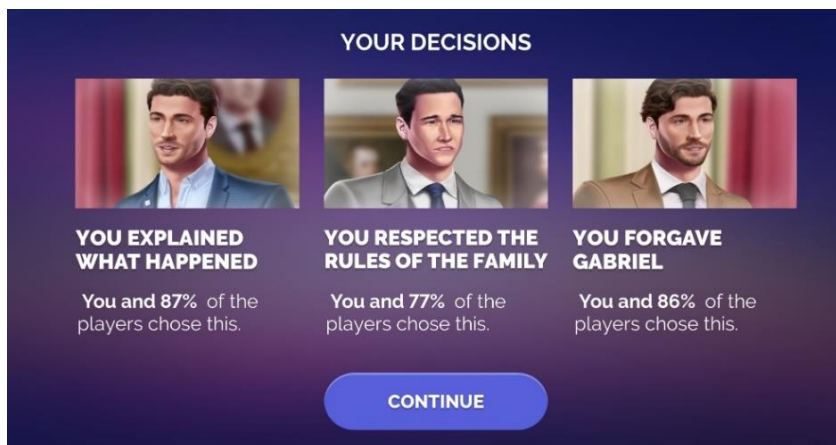 YOUR DECISIONS
YOU EXPLAINED
WHAT HAPPENED
You and 87% of the
players chose this.
YOU RESPECTED THE
RULES OF THE FAMILY
You and 77% of the
players chose this.
YOU FORGAVE
GABRIEL
You and 86% of the
players chose this.
CONTINUE